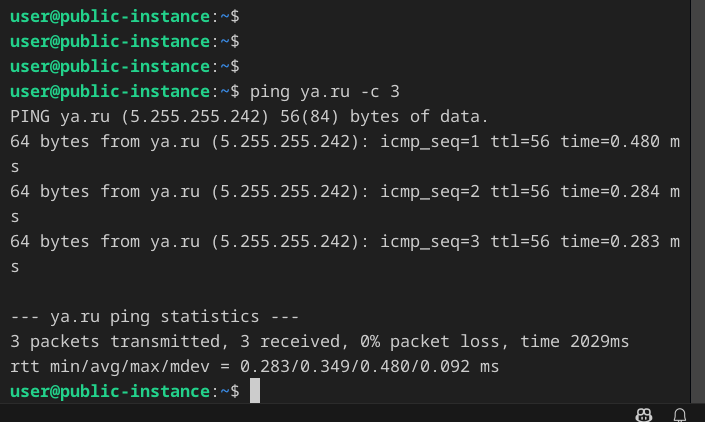 user@public-instance:~$
user@public-instance:~$
user@public-instance:~$
user@public-instance:~$ ping ya.ru -c 3
PING ya.ru (5.255.255.242) 56(84) bytes of data.
64 bytes from ya.ru (5.255.255.242): icmp_seq=1 ttl=56 time=0.480 m
s
64 bytes from ya.ru (5.255.255.242): icmp_seq=2 ttl=56 time=0.284 m
s
64 bytes from ya.ru (5.255.255.242): icmp_seq=3 ttl=56 time=0.283 m
s

--- ya.ru ping statistics ---
3 packets transmitted, 3 received, 0% packet loss, time 2029ms
rtt min/avg/max/mdev = 0.283/0.349/0.480/0.092 ms
user@public-instance:~$